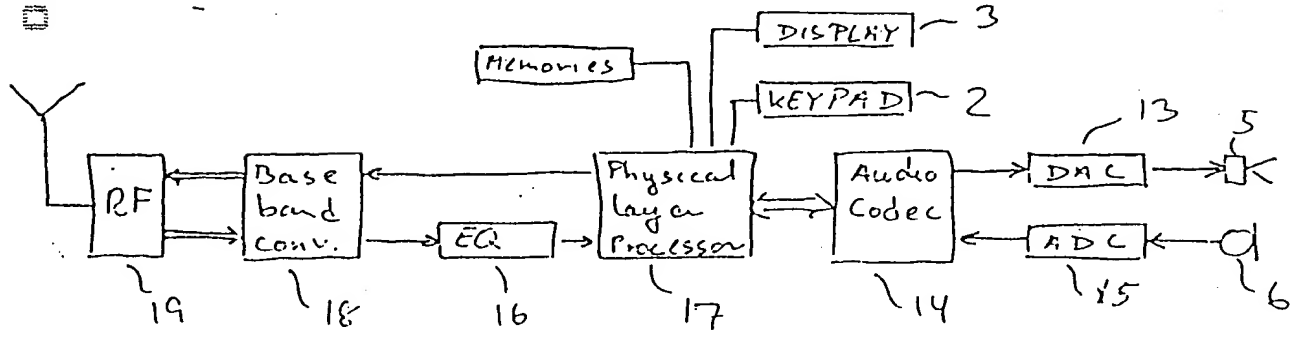 DISPLAY 3
Memories
KEYPAD 2
13
5
RF
Base
band
conv.
EQ
Physical
Layer
Processor
Audio
Codec
DAC
ADC
19
18
16
17
14
15
6